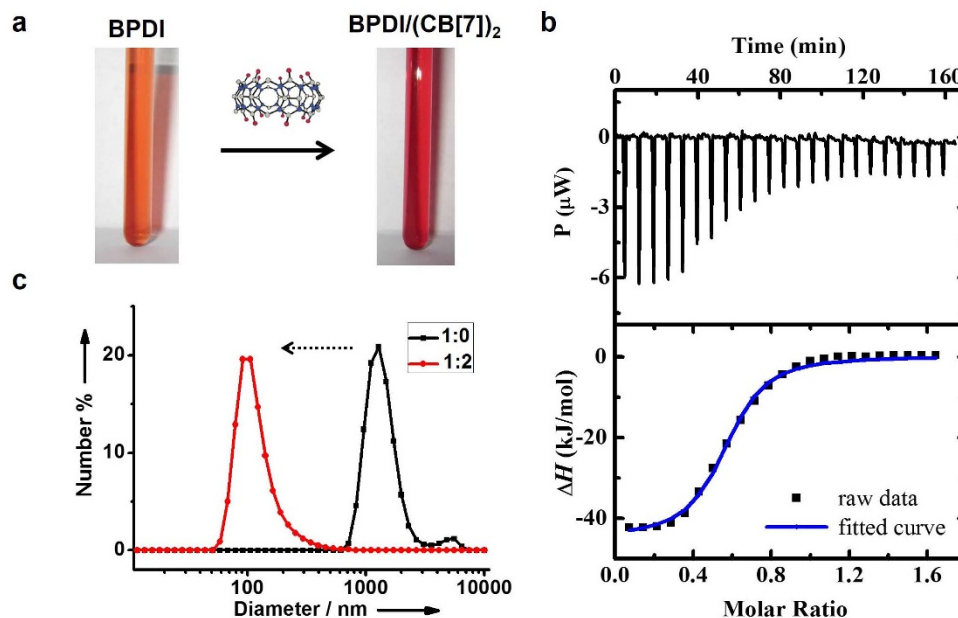 a
BPDI
BPDI/(CB[7])₂
b
Time (min)
0 40 80 120 160
0
-3
-6
P (μW)
0
-20
-40
ΔH (kJ/mol)
raw data
fitted curve
0.0 0.4 0.8 1.2 1.6
Molar Ratio
c
1:0
1:2
20
10
0
Number %
100 1000 10000
Diameter / nm